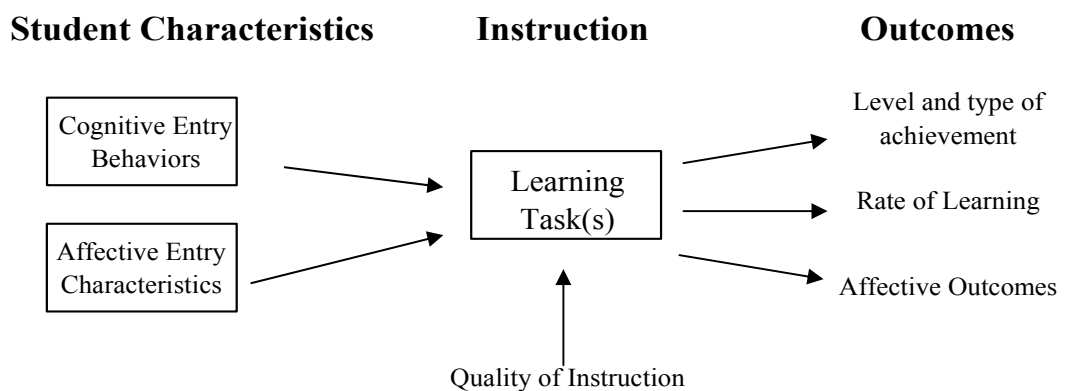 Student Characteristics
Instruction
Outcomes
Cognitive Entry
Behaviors
Affective Entry
Characteristics
Learning
Task(s)
Quality of Instruction
Level and type of
achievement
Rate of Learning
Affective Outcomes